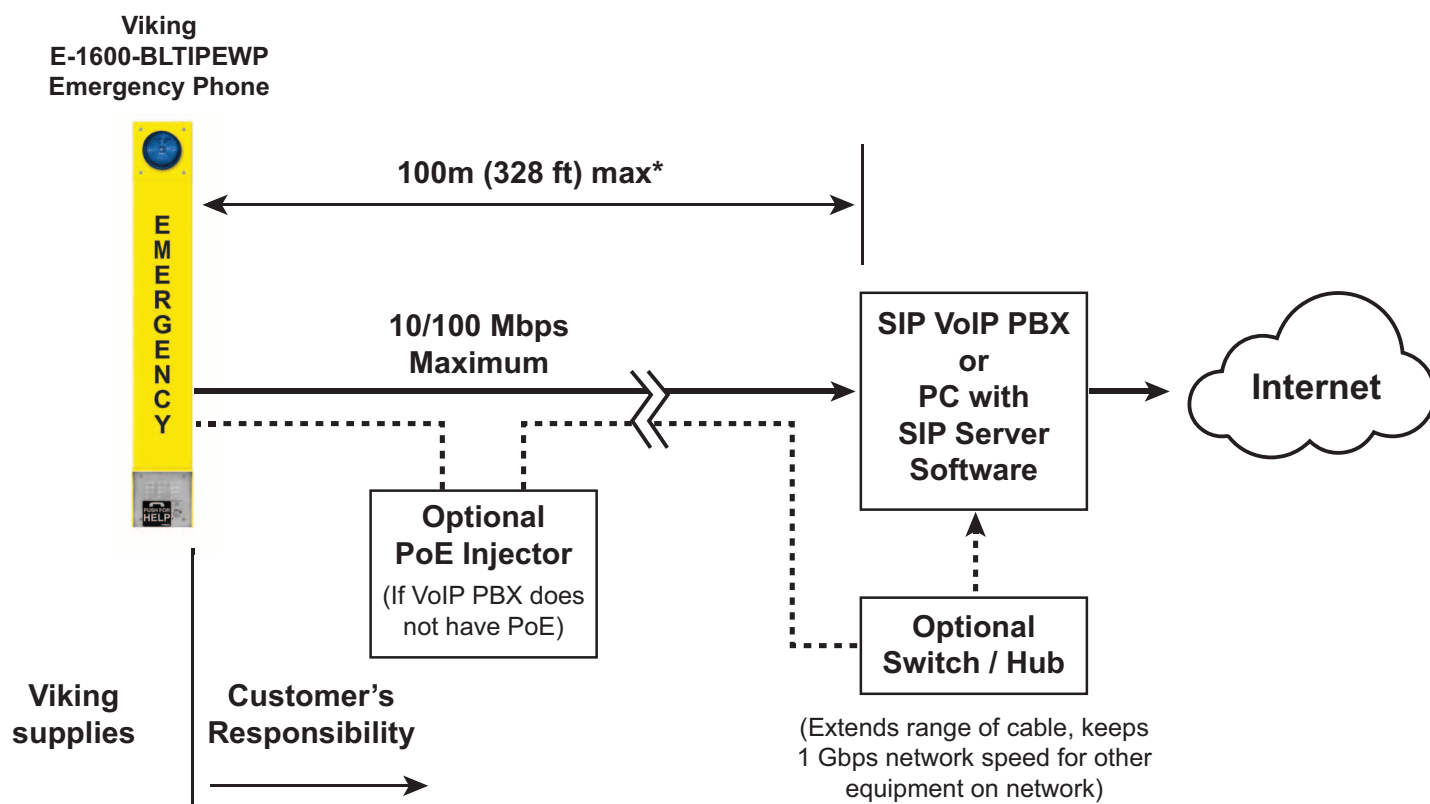 Viking
E-1600-BLTIPEWP
Emergency Phone
100m (328 ft) max*
EMERGENCY
10/100 Mbps
Maximum
SIP VoIP PBX
or
PC with
SIP Server
Software
Internet
PUSH FOR
HELP
Optional
PoE Injector
(If VoIP PBX does
not have PoE)
Optional
Switch / Hub
(Extends range of cable, keeps
1 Gbps network speed for other
equipment on network)
Viking
supplies
Customer’s
Responsibility